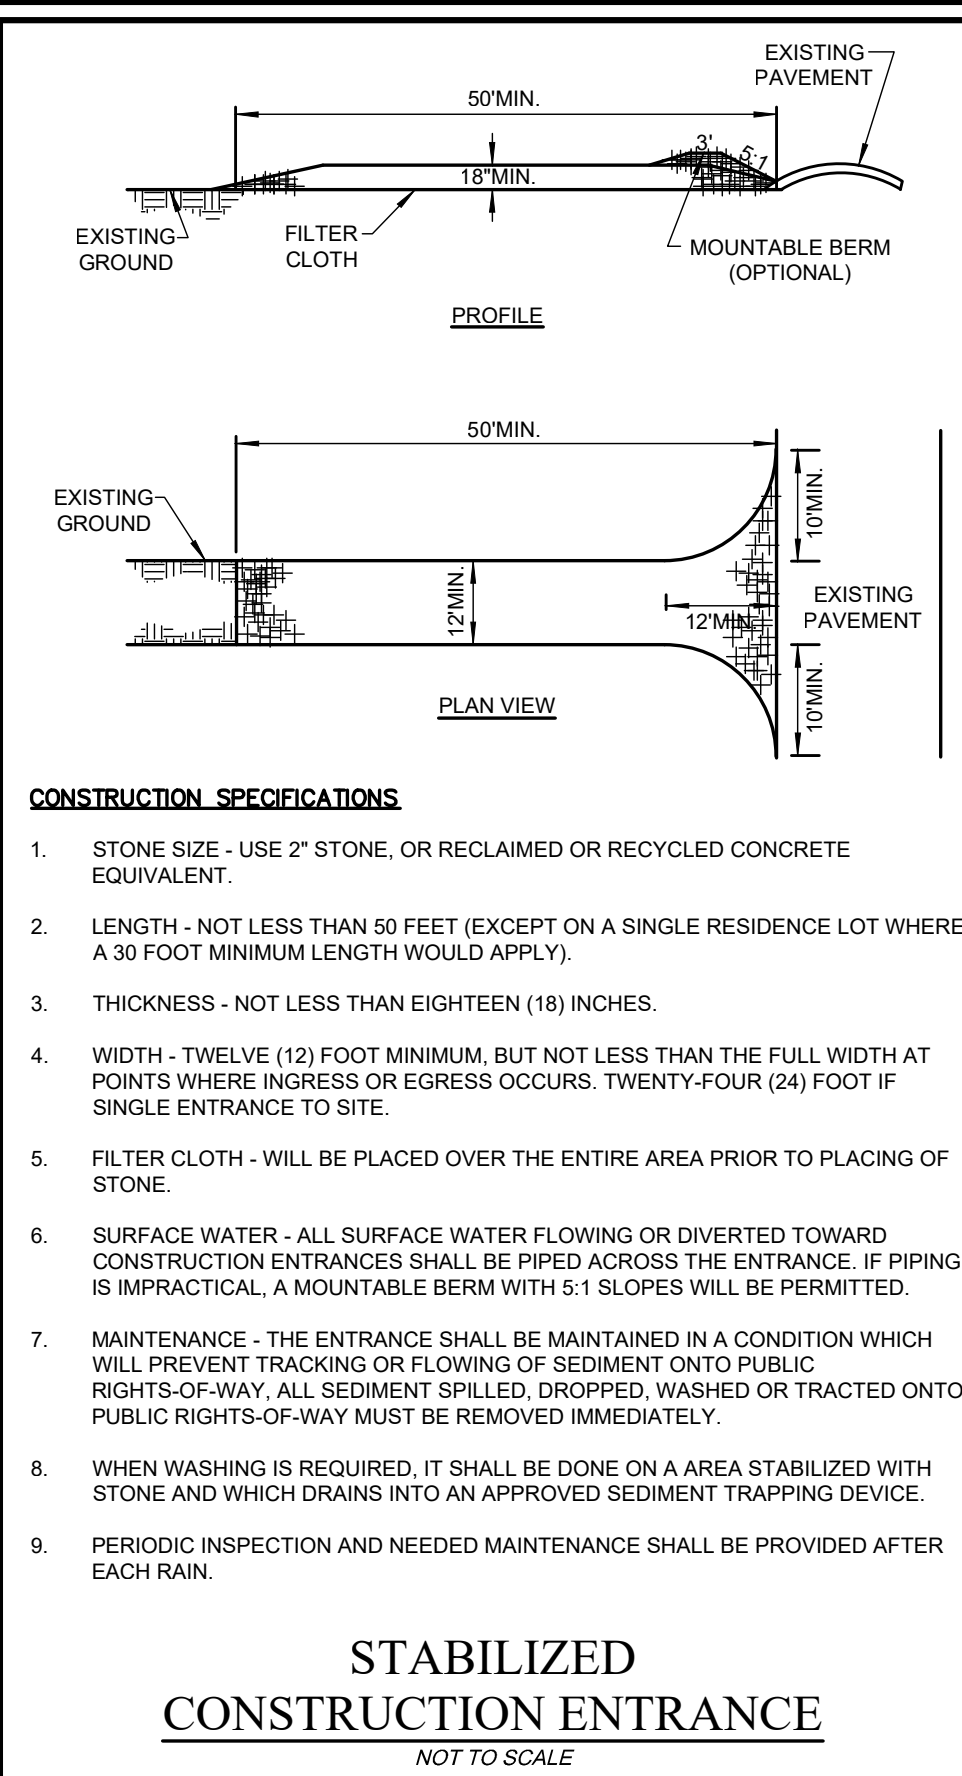 EXISTING
PAVEMENT
50'MIN.
3'
5:1
18"MIN.
EXISTING
GROUND
FILTER
CLOTH
MOUNTABLE BERM
(OPTIONAL)
PROFILE
50'MIN.
EXISTING
GROUND
10'MIN.
12'MIN.
12'MIN.
EXISTING
PAVEMENT
10'MIN.
PLAN VIEW
CONSTRUCTION SPECIFICATIONS
1. STONE SIZE - USE 2" STONE, OR RECLAIMED OR RECYCLED CONCRETE
EQUIVALENT.
2. LENGTH - NOT LESS THAN 50 FEET (EXCEPT ON A SINGLE RESIDENCE LOT WHERE
A 30 FOOT MINIMUM LENGTH WOULD APPLY).
3. THICKNESS - NOT LESS THAN EIGHTEEN (18) INCHES.
4. WIDTH - TWELVE (12) FOOT MINIMUM, BUT NOT LESS THAN THE FULL WIDTH AT
POINTS WHERE INGRESS OR EGRESS OCCURS. TWENTY-FOUR (24) FOOT IF
SINGLE ENTRANCE TO SITE.
5. FILTER CLOTH - WILL BE PLACED OVER THE ENTIRE AREA PRIOR TO PLACING OF
STONE.
6. SURFACE WATER - ALL SURFACE WATER FLOWING OR DIVERTED TOWARD
CONSTRUCTION ENTRANCES SHALL BE PIPED ACROSS THE ENTRANCE. IF PIPING
IS IMPRACTICAL, A MOUNTABLE BERM WITH 5:1 SLOPES WILL BE PERMITTED.
7. MAINTENANCE - THE ENTRANCE SHALL BE MAINTAINED IN A CONDITION WHICH
WILL PREVENT TRACKING OR FLOWING OF SEDIMENT ONTO PUBLIC
RIGHTS-OF-WAY, ALL SEDIMENT SPILLED, DROPPED, WASHED OR TRACTED ONTO
PUBLIC RIGHTS-OF-WAY MUST BE REMOVED IMMEDIATELY.
8. WHEN WASHING IS REQUIRED, IT SHALL BE DONE ON A AREA STABILIZED WITH
STONE AND WHICH DRAINS INTO AN APPROVED SEDIMENT TRAPPING DEVICE.
9. PERIODIC INSPECTION AND NEEDED MAINTENANCE SHALL BE PROVIDED AFTER
EACH RAIN.
STABILIZED
CONSTRUCTION ENTRANCE
NOT TO SCALE